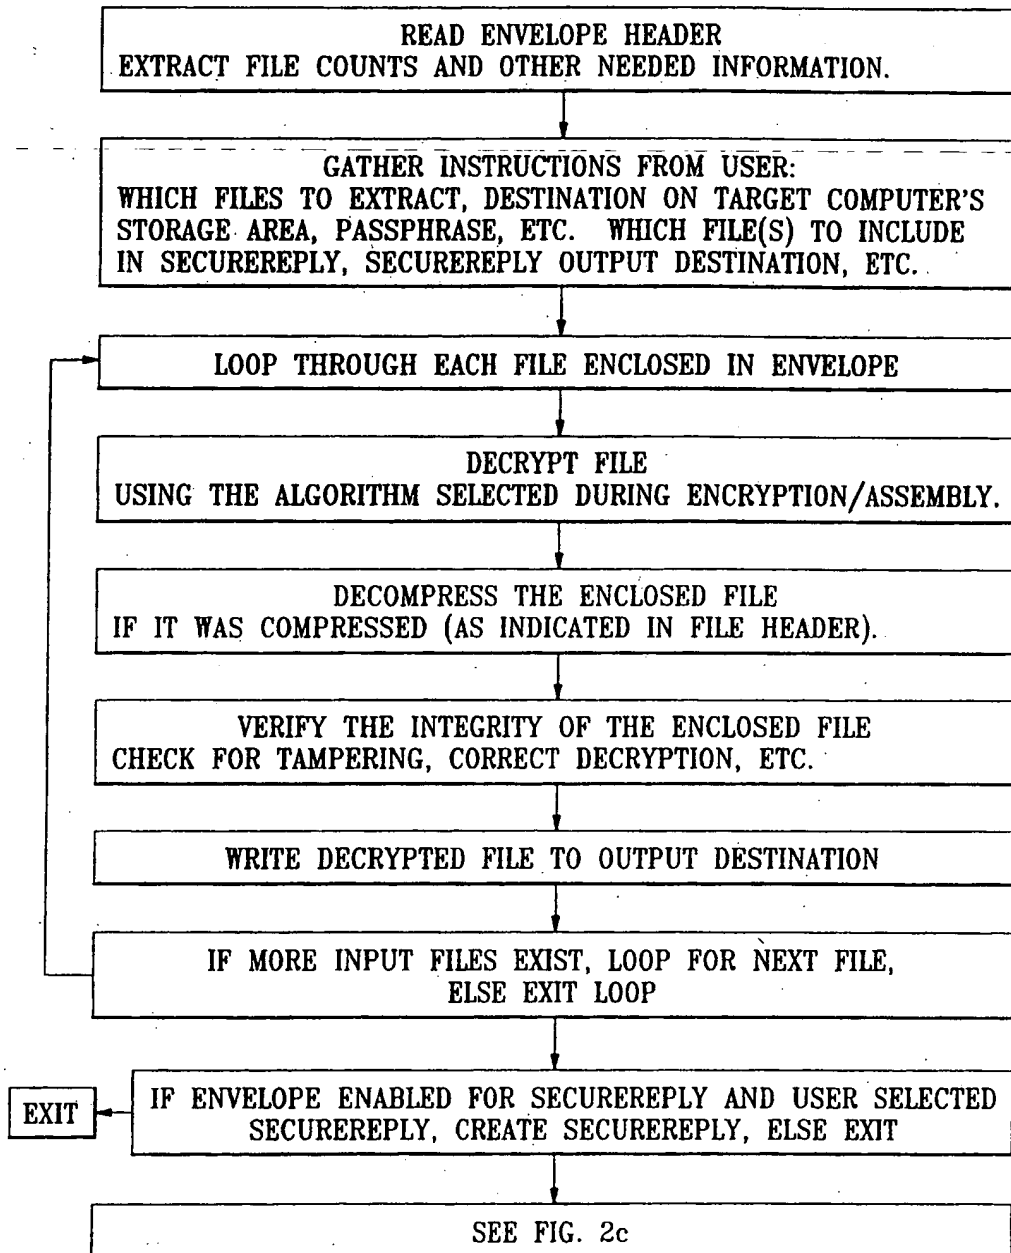 READ ENVELOPE HEADER
EXTRACT FILE COUNTS AND OTHER NEEDED INFORMATION.
GATHER INSTRUCTIONS FROM USER:
WHICH FILES TO EXTRACT, DESTINATION ON TARGET COMPUTER'S
STORAGE AREA, PASSPHRASE, ETC. WHICH FILE(S) TO INCLUDE
IN SECUREREPLY, SECUREREPLY OUTPUT DESTINATION, ETC.
LOOP THROUGH EACH FILE ENCLOSED IN ENVELOPE
DECRYPT FILE
USING THE ALGORITHM SELECTED DURING ENCRYPTION/ASSEMBLY.
DECOMPRESS THE ENCLOSED FILE
IF IT WAS COMPRESSED (AS INDICATED IN FILE HEADER).
VERIFY THE INTEGRITY OF THE ENCLOSED FILE
CHECK FOR TAMPERING, CORRECT DECRYPTION, ETC.
WRITE DECRYPTED FILE TO OUTPUT DESTINATION
IF MORE INPUT FILES EXIST, LOOP FOR NEXT FILE,
ELSE EXIT LOOP
EXIT
IF ENVELOPE ENABLED FOR SECUREREPLY AND USER SELECTED
SECUREREPLY, CREATE SECUREREPLY, ELSE EXIT
SEE FIG. 2c